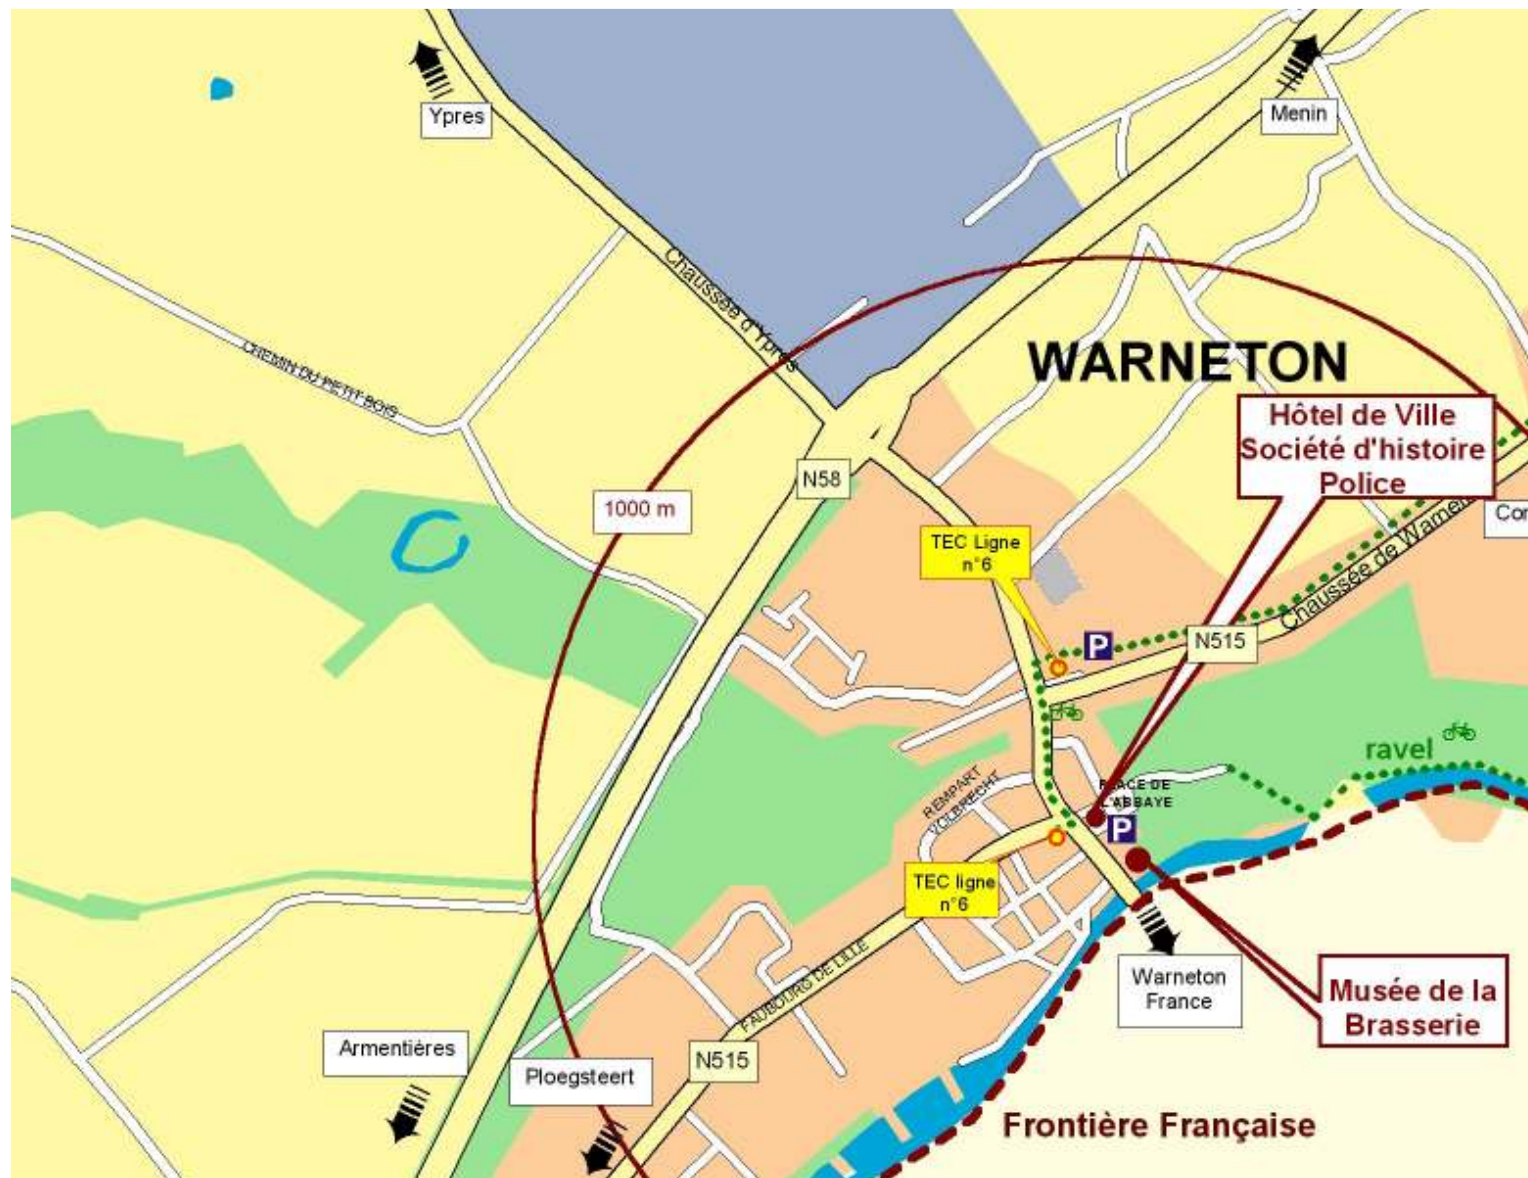 Ypres
Menin
Chaussée d'Ypres
CHEMIN DU PETIT BOIS
WARNETON
Hôtel de Ville
Société d'histoire
Police
N58
1000 m
TEC Ligne
n°6
Chaussée de
N515
P
ravel
REMPART
VOLBRECHT
PLACE DE
L'ABBAYE
P
TEC ligne
n°6
FAUBOURG DE LILLE
Warneton
France
Musée de la
Brasserie
Armentières
Ploegsteert
N515
Frontière Française